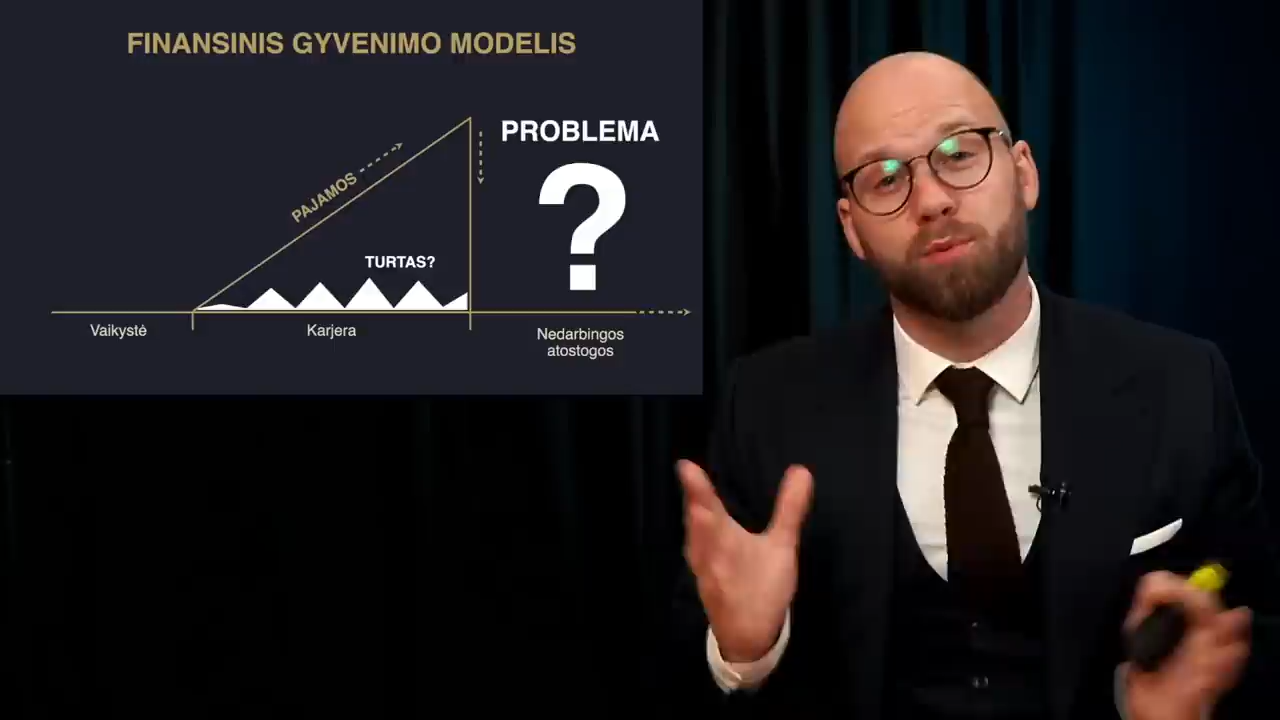 FINANSINIS GYVENIMO MODELIS
PROBLEMA
?
PAJAMOS
TURTAS?
Vaikystė
Karjera
Nedarbingos
atostogos